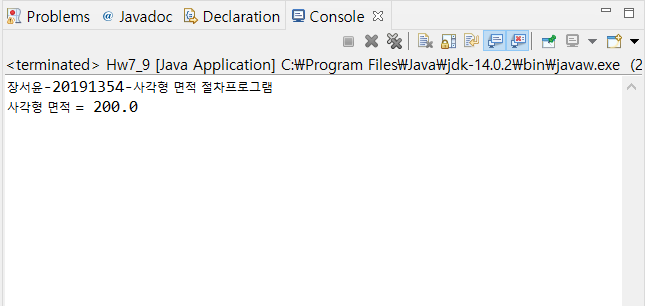 Problems @ Javadoc Declaration Console
<terminated> Hw7_9 [Java Application] C:₩Program Files₩Java₩jdk-14.0.2₩bin₩javaw.exe (2
장서윤-20191354-사각형 면적 절차프로그램
사각형 면적 = 200.0